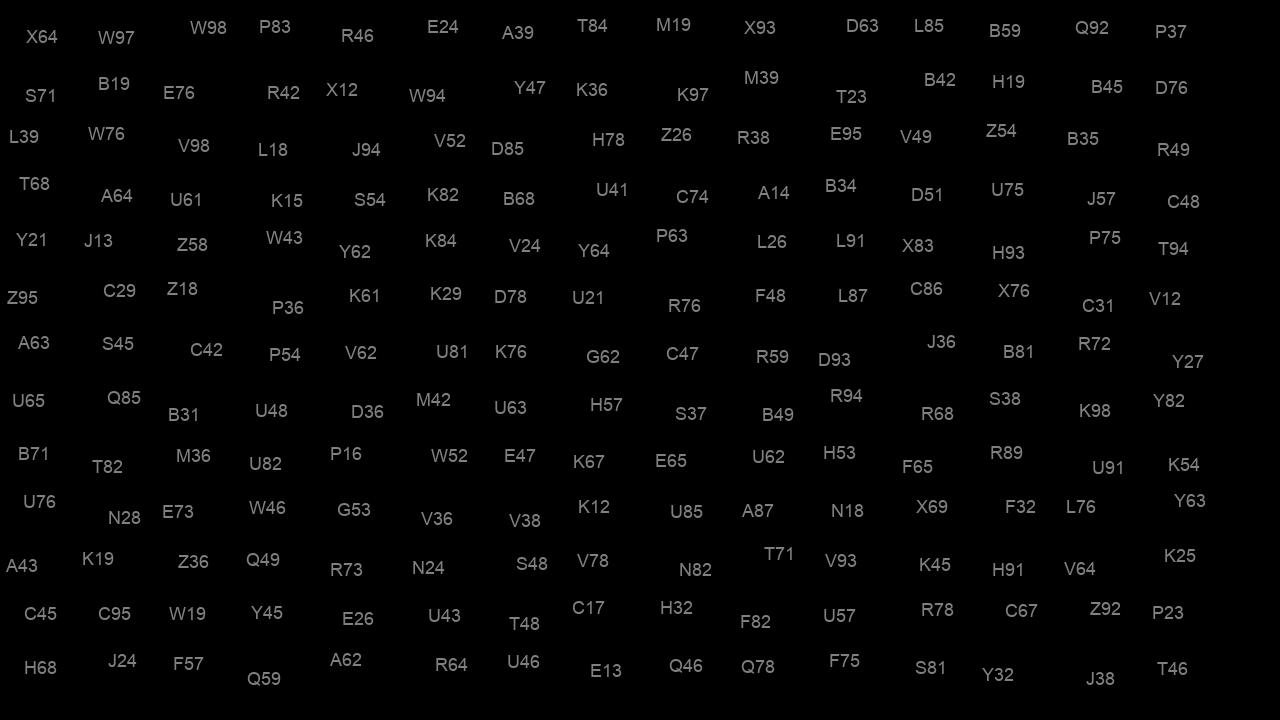 X64 W97 W98 P83 R46 E24 A39 T84 M19 X93 D63 L85 B59 Q92 P37
S71 B19 E76 R42 X12 W94 Y47 K36 K97 M39 T23 B42 H19 B45 D76
L39 W76 V98 L18 J94 V52 D85 H78 Z26 R38 E95 V49 Z54 B35 R49
T68 A64 U61 K15 S54 K82 B68 U41 C74 A14 B34 D51 U75 J57 C48
Y21 J13 Z58 W43 Y62 K84 V24 Y64 P63 L26 L91 X83 H93 P75 T94
Z95 C29 Z18 P36 K61 K29 D78 U21 R76 F48 L87 C86 X76 C31 V12
A63 S45 C42 P54 V62 U81 K76 G62 C47 R59 D93 J36 B81 R72 Y27
U65 Q85 B31 U48 D36 M42 U63 H57 S37 B49 R94 R68 S38 K98 Y82
B71 T82 M36 U82 P16 W52 E47 K67 E65 U62 H53 F65 R89 U91 K54
U76 N28 E73 W46 G53 V36 V38 K12 U85 A87 N18 X69 F32 L76 Y63
A43 K19 Z36 Q49 R73 N24 S48 V78 N82 T71 V93 K45 H91 V64 K25
C45 C95 W19 Y45 E26 U43 T48 C17 H32 F82 U57 R78 C67 Z92 P23
H68 J24 F57 Q59 A62 R64 U46 E13 Q46 Q78 F75 S81 Y32 J38 T46